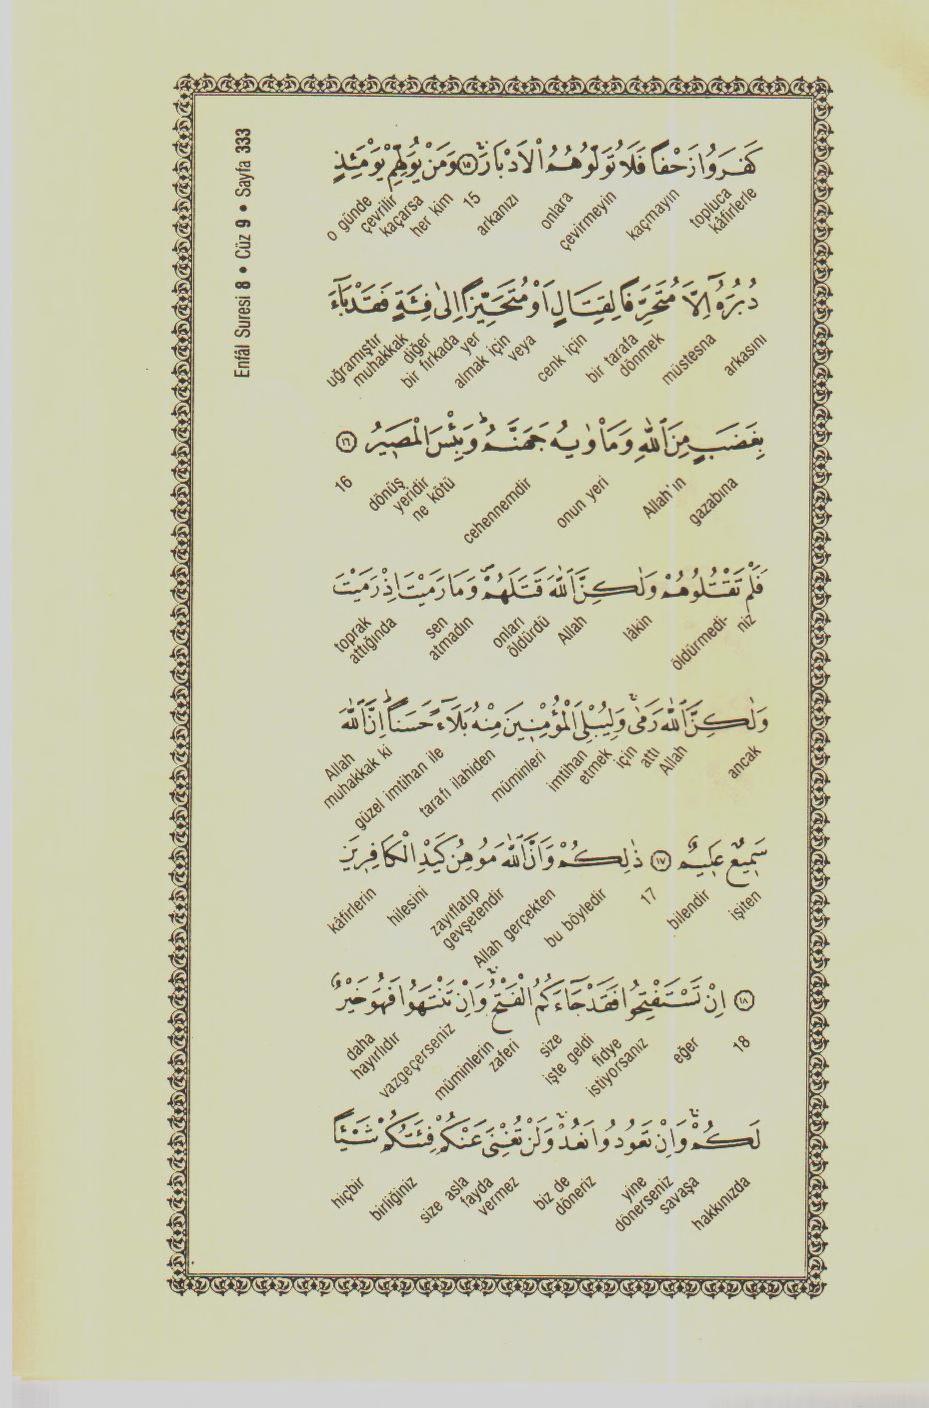 Enfâl Suresi 8 • Cüz 9 • Sayfa 333
كَفَرُوا زَحْفًا فَلَا تُوَلُّوهُمُ الْاَدْبَارَۚ ﴿١٥﴾ وَمَنْ يُوَلِّهِمْ يَوْمَئِذٍ
topluca kâfirlerle kaçmayın çevirmeyin onlara arkanızı 15 her kim kaçarsa çevrilir o günde
دُبُرَهُٓ اِلَّا مُتَحَرِّفًا لِقِتَالٍ اَوْ مُتَحَيِّزًا اِلٰى فِئَةٍ فَقَدْ بَٓاءَ
arkasını müstesna dönmek bir tarafa cenk için veya almak için yer bir fırkada diğer muhakkak uğramıştır
بِغَضَبٍ مِنَ اللّٰهِ وَمَأْوٰيهُ جَهَنَّمُۜ وَبِئْسَ الْمَصٖيرُ ﴿١٦﴾
gazabına Allah'ın onun yeri cehennemdir ne kötü yeridir dönüş 16
فَلَمْ تَقْتُلُوهُمْ وَلٰكِنَّ اللّٰهَ قَتَلَهُمْۖ وَمَا رَمَيْتَ اِذْ رَمَيْتَ
öldürmedi- niz lâkin Allah öldürdü onları atmadın sen attığında toprak
وَلٰكِنَّ اللّٰهَ رَمٰىۚ وَلِيُبْلِىَ الْمُؤْمِنٖينَ مِنْهُ بَلَٓاءً حَسَنًاۜ اِنَّ اللّٰهَ
ancak Allah attı için etmek imtihan müminleri tarafı ilahiden güzel imtihan ile muhakkak ki Allah
سَمٖيعٌ عَلٖيمٌ ﴿١٧﴾ ذٰلِكُمْ وَاَنَّ اللّٰهَ مُوهِنُ كَيْدِ الْكَافِرٖينَ
işiten bilendir 17 bu böyledir Allah gerçekten gevşetendir zayıflatıp hilesini kâfirlerin
﴿١٨﴾ اِنْ تَسْتَفْتِحُوا فَقَدْ جَٓاءَكُمُ الْفَتْحُۚ وَاِنْ تَنْتَهُوا فَهُوَ خَيْرٌ
18 eğer istiyorsanız fidye işte geldi size zaferi müminlerin vazgeçerseniz hayırlıdır daha
لَكُمْۚ وَاِنْ تَعُودُوا نَعُدْۚ وَلَنْ تُغْنِىَ عَنْكُمْ فِئَتُكُمْ شَيْئًا
hakkınızda savaşa dönerseniz yine döneriz biz de vermez fayda size asla birliğiniz hiçbir